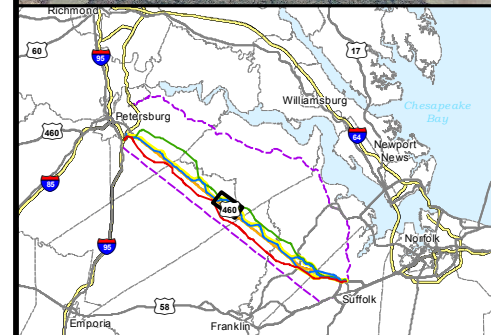 Richmond
60
95
17
Williamsburg
Chesapeake
Bay
Petersburg
460
64
Newport
News
85
460
95
Norfolk
58
Suffolk
Emporia
Franklin